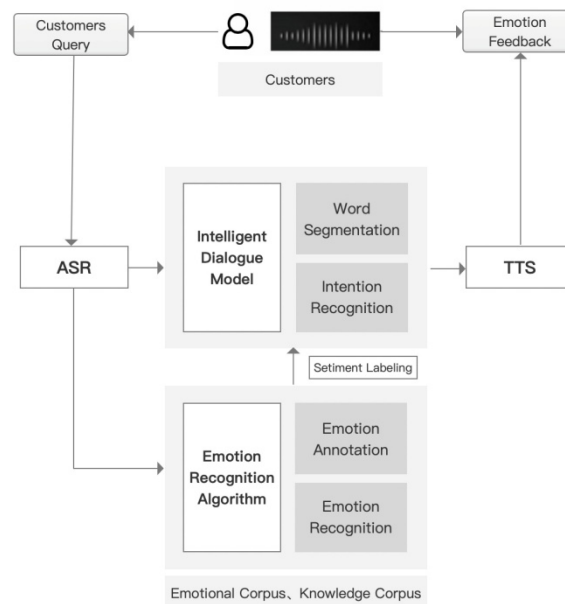 Customers
Query
Emotion
Feedback
Customers
Intelligent
Dialogue
Model
Word
Segmentation
Intention
Recognition
ASR
TTS
Setiment Labeling
Emotion
Recognition
Algorithm
Emotion
Annotation
Emotion
Recognition
Emotional Corpus、Knowledge Corpus